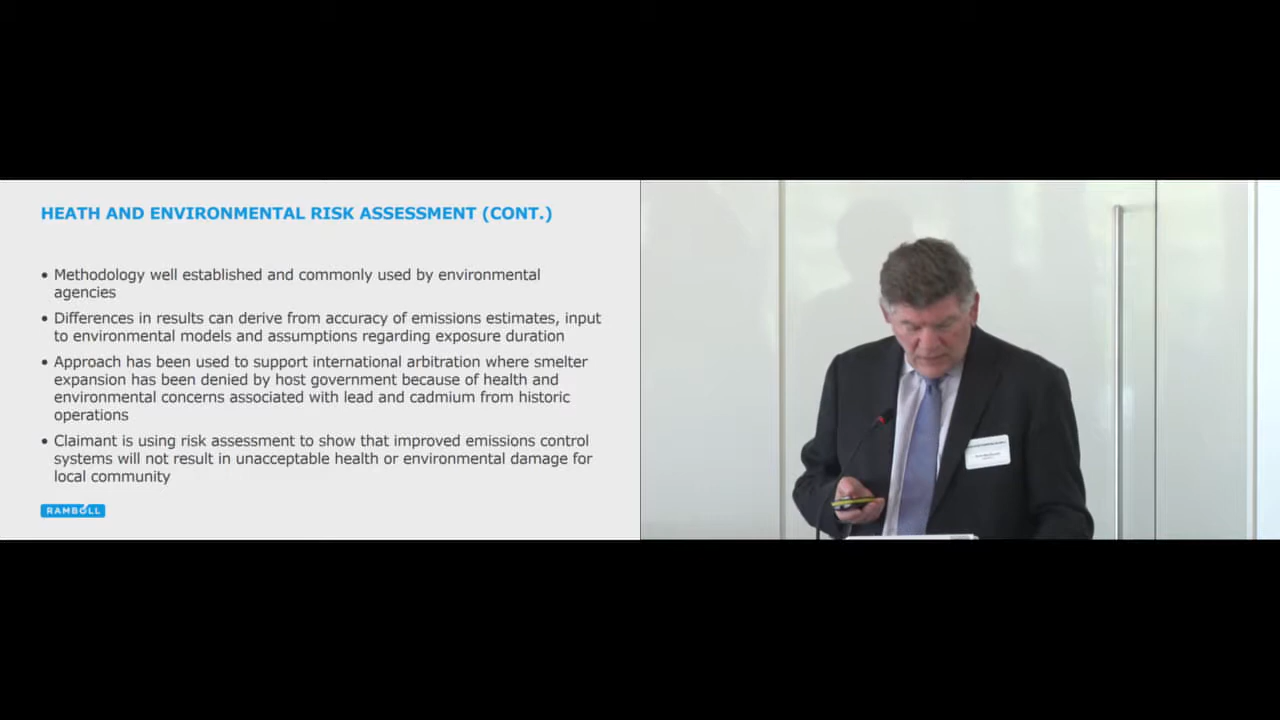 HEATH AND ENVIRONMENTAL RISK ASSESSMENT (CONT.)
• Methodology well established and commonly used by environmental
agencies
• Differences in results can derive from accuracy of emissions estimates, input
to environmental models and assumptions regarding exposure duration
• Approach has been used to support international arbitration where smelter
expansion has been denied by host government because of health and
environmental concerns associated with lead and cadmium from historic
operations
• Claimant is using risk assessment to show that improved emissions control
systems will not result in unacceptable health or environmental damage for
local community
RAMBOLL